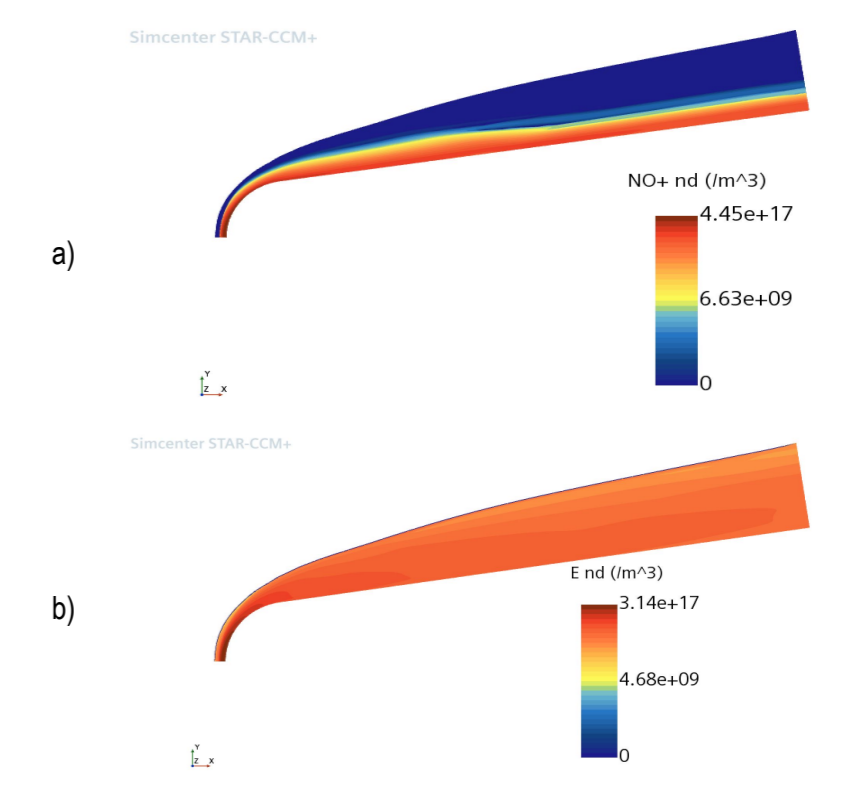 Simcenter STAR-CCM+
NO+ nd (/m^3)
4.45e+17
a)
6.63e+09
0
Y
Z X
Simcenter STAR-CCM+
E nd (/m^3)
3.14e+17
b)
4.68e+09
0
Y
Z X